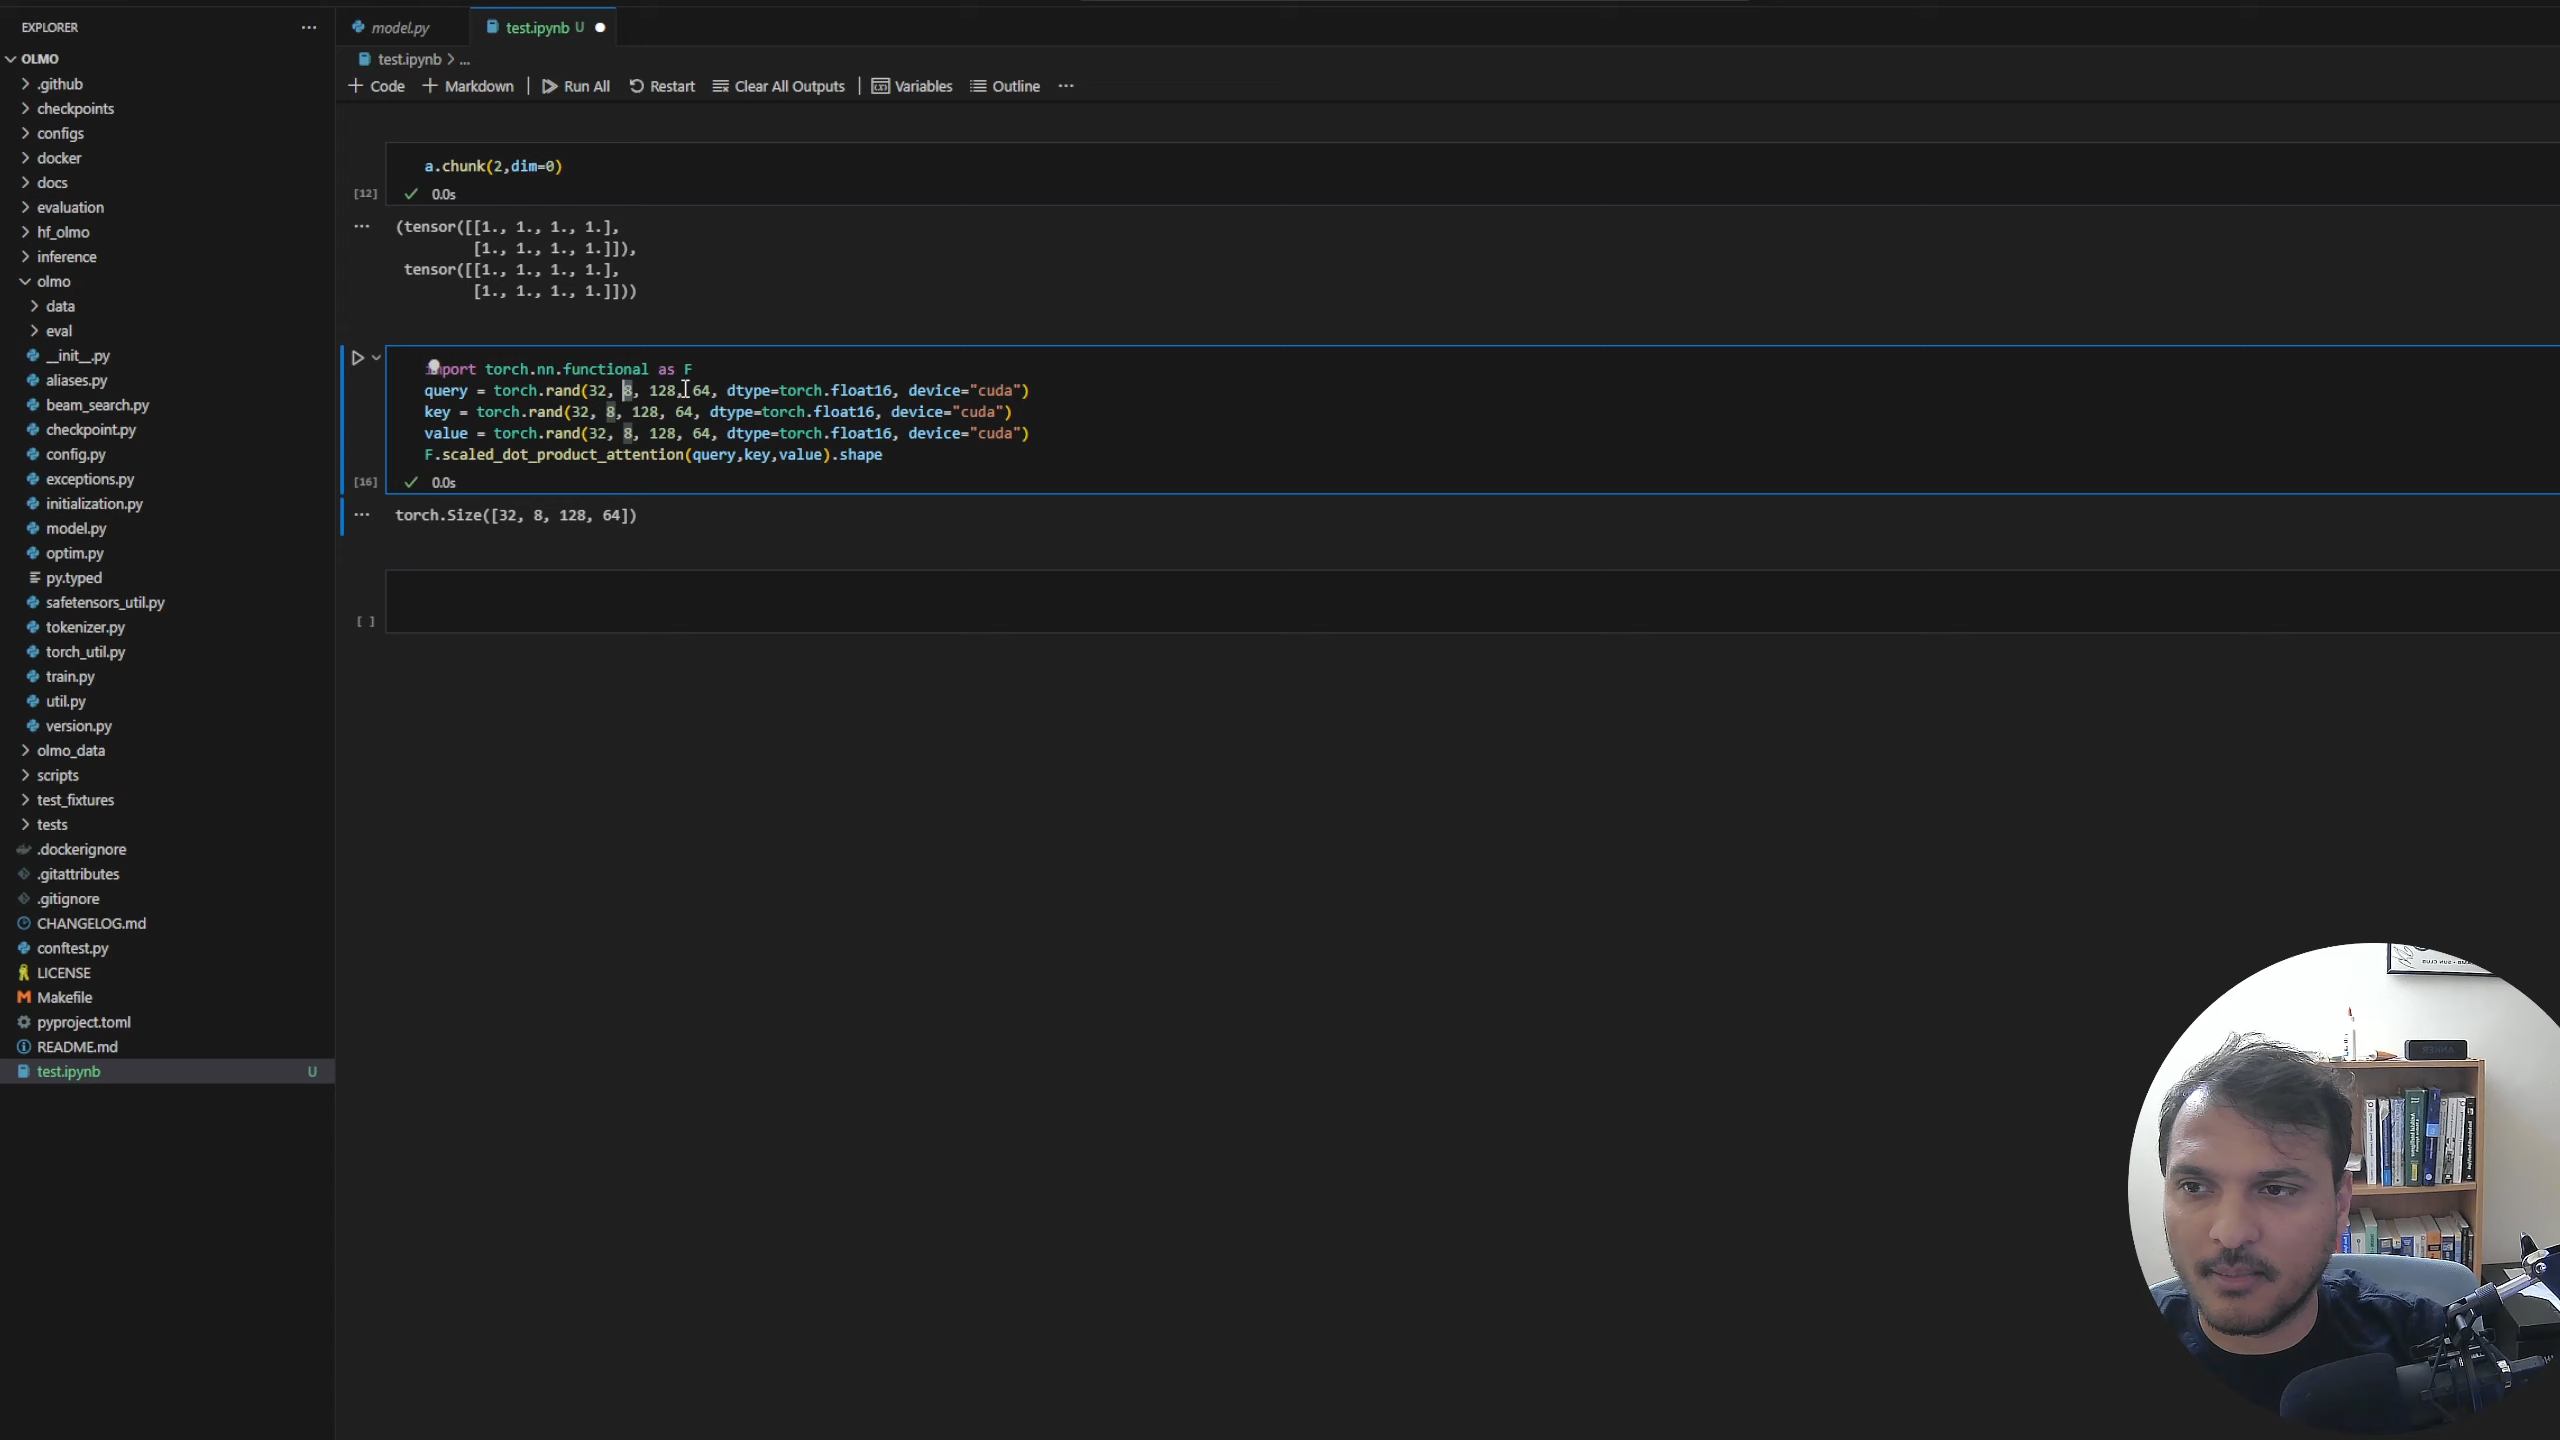 EXPLORER
OLMO
.github
checkpoints
configs
docker
docs
evaluation
hf_olmo
inference
olmo
data
eval
__init__.py
aliases.py
beam_search.py
checkpoint.py
config.py
exceptions.py
initialization.py
model.py
optim.py
py.typed
safetensors_util.py
tokenizer.py
torch_util.py
train.py
util.py
version.py
olmo_data
scripts
test_fixtures
tests
.dockerignore
.gitattributes
.gitignore
CHANGELOG.md
conftest.py
LICENSE
Makefile
pyproject.toml
README.md
test.ipynb U
model.py test.ipynb U
test.ipynb > ...
+ Code + Markdown Run All Restart Clear All Outputs Variables Outline ...
a.chunk(2,dim=0)
[12] 0.0s
(tensor([[1., 1., 1., 1.],
[1., 1., 1., 1.]]),
tensor([[1., 1., 1., 1.],
[1., 1., 1., 1.]]))
import torch.nn.functional as F
query = torch.rand(32, 8, 128, 64, dtype=torch.float16, device="cuda")
key = torch.rand(32, 8, 128, 64, dtype=torch.float16, device="cuda")
value = torch.rand(32, 8, 128, 64, dtype=torch.float16, device="cuda")
F.scaled_dot_product_attention(query,key,value).shape
[16] 0.0s
torch.Size([32, 8, 128, 64])
[ ]